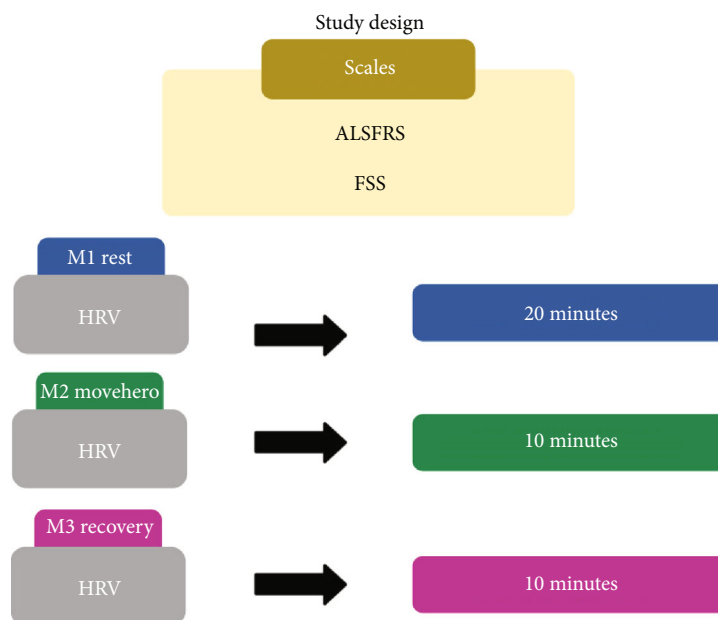 Study design
Scales
ALSFRS
FSS
M1 rest
HRV
20 minutes
M2 movehero
HRV
10 minutes
M3 recovery
HRV
10 minutes